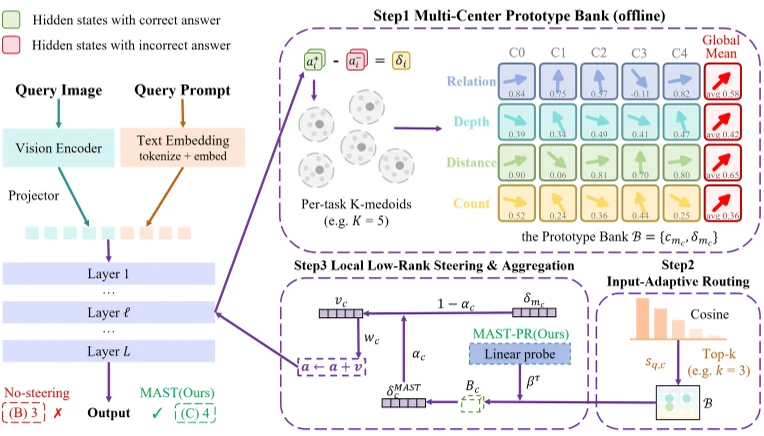 Hidden states with correct answer
Hidden states with incorrect answer
Query Image
Query Prompt
Vision Encoder
Text Embedding
tokenize + embed
Projector
Layer 1
...
Layer ℓ
...
Layer L
No-steering
(B) 3 ✗
Output
MAST(Ours)
✓ (C) 4
Step1 Multi-Center Prototype Bank (offline)
a_i^+ - a_i^- = δ_i
Per-task K-medoids
(e.g. K = 5)
C0 C1 C2 C3 C4 Global Mean
Relation 0.84 0.75 0.57 -0.11 0.82 avg 0.58
Depth 0.39 0.34 0.49 0.41 0.47 avg 0.42
Distance 0.90 0.06 0.81 0.70 0.80 avg 0.65
Count 0.52 0.24 0.36 0.44 0.25 avg 0.36
the Prototype Bank ℬ = {c_{m_c}, δ_{m_c}}
Step3 Local Low-Rank Steering & Aggregation
v_c
1 − α_c
δ_{m_c}
w_c
a ← a + v
α_c
MAST-PR(Ours)
Linear probe
β^τ
δ_c^{MAST}
B_c
Step2
Input-Adaptive Routing
Cosine
s_{q,c}
Top-k
(e.g. k = 3)
ℬ